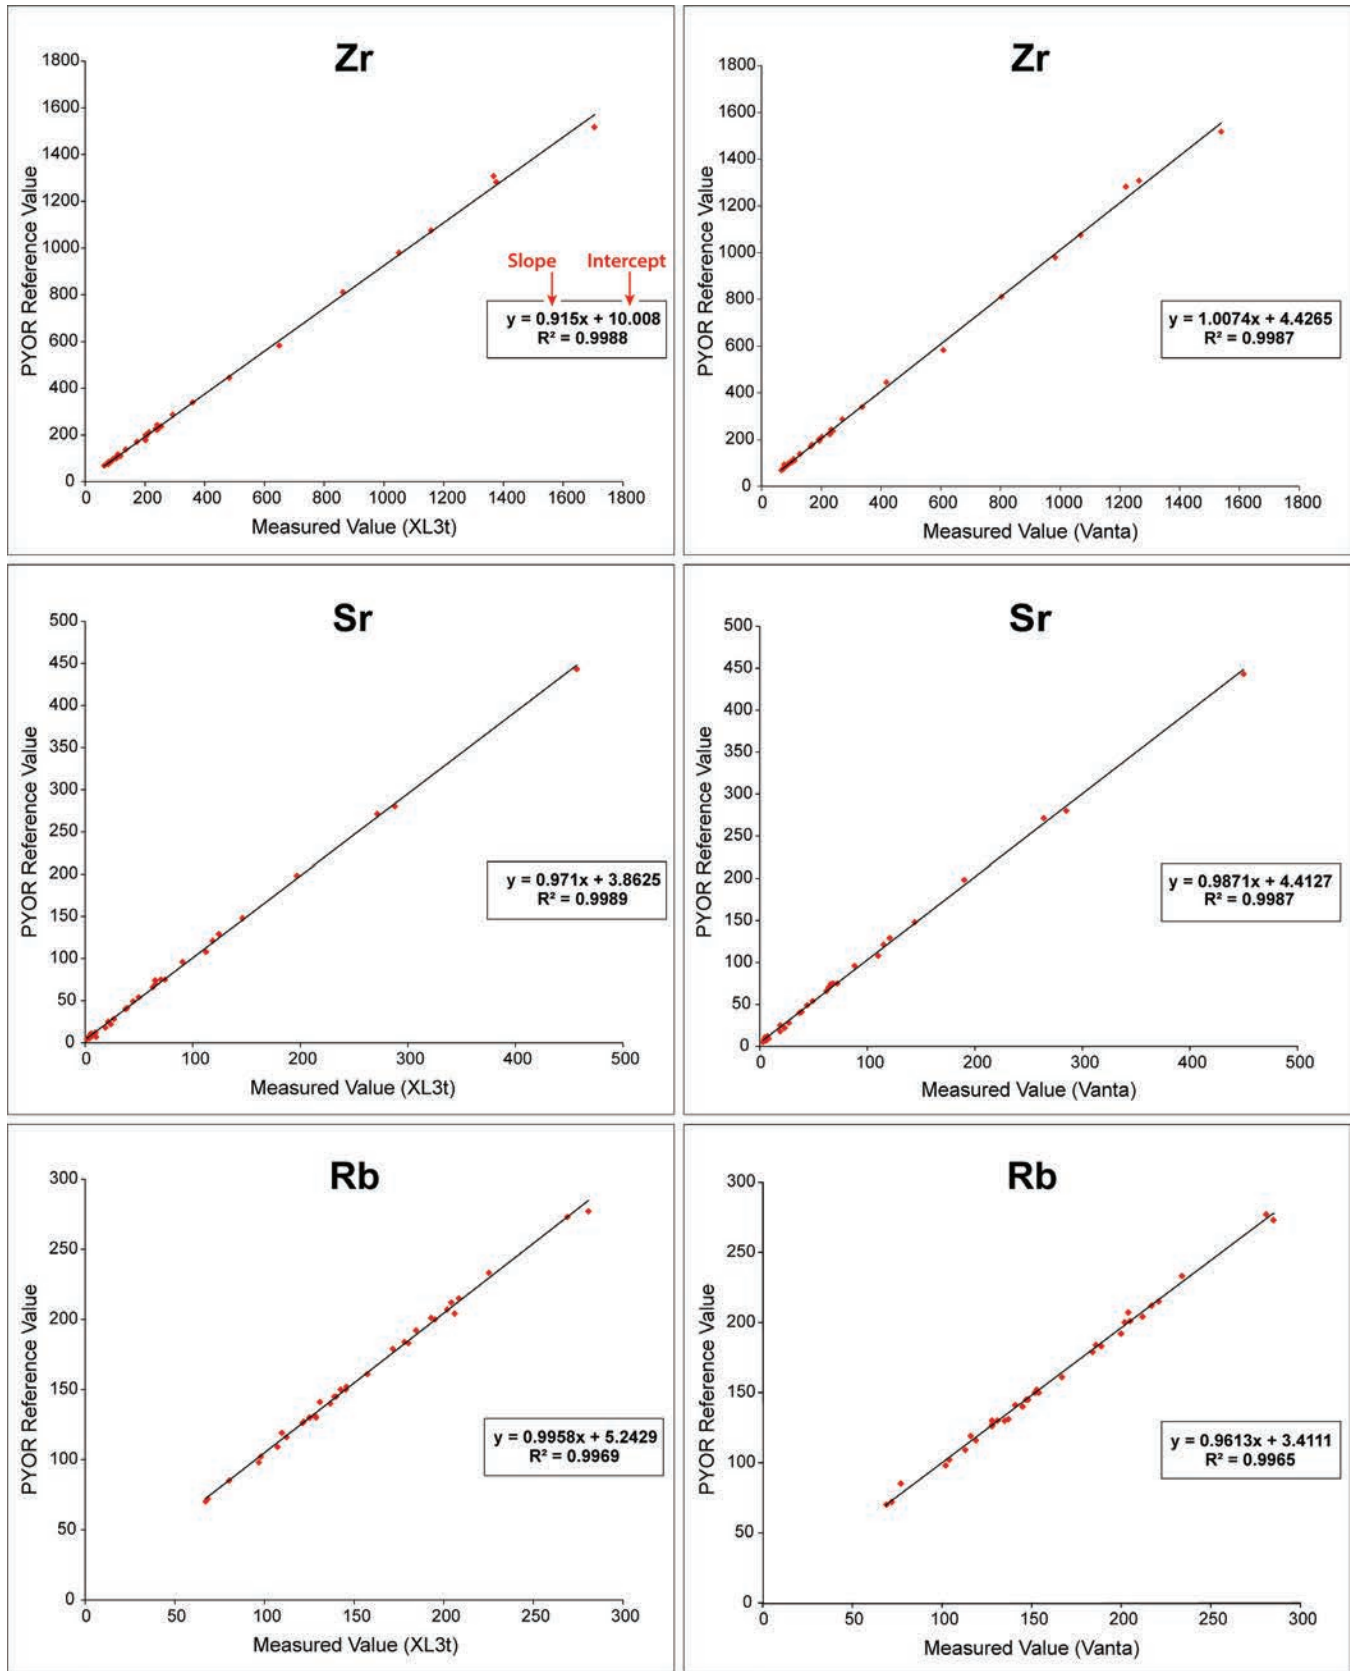 Zr
PYOR Reference Value
1800
1600
1400
1200
1000
800
600
400
200
0
0 200 400 600 800 1000 1200 1400 1600 1800
Measured Value (XL3t)
Slope Intercept
y = 0.915x + 10.008
R² = 0.9988
Zr
PYOR Reference Value
1800
1600
1400
1200
1000
800
600
400
200
0
0 200 400 600 800 1000 1200 1400 1600 1800
Measured Value (Vanta)
y = 1.0074x + 4.4265
R² = 0.9987
Sr
PYOR Reference Value
500
450
400
350
300
250
200
150
100
50
0
0 100 200 300 400 500
Measured Value (XL3t)
y = 0.971x + 3.8625
R² = 0.9989
Sr
PYOR Reference Value
500
450
400
350
300
250
200
150
100
50
0
0 100 200 300 400 500
Measured Value (Vanta)
y = 0.9871x + 4.4127
R² = 0.9987
Rb
PYOR Reference Value
300
250
200
150
100
50
0
0 50 100 150 200 250 300
Measured Value (XL3t)
y = 0.9958x + 5.2429
R² = 0.9969
Rb
PYOR Reference Value
300
250
200
150
100
50
0
0 50 100 150 200 250 300
Measured Value (Vanta)
y = 0.9613x + 3.4111
R² = 0.9965